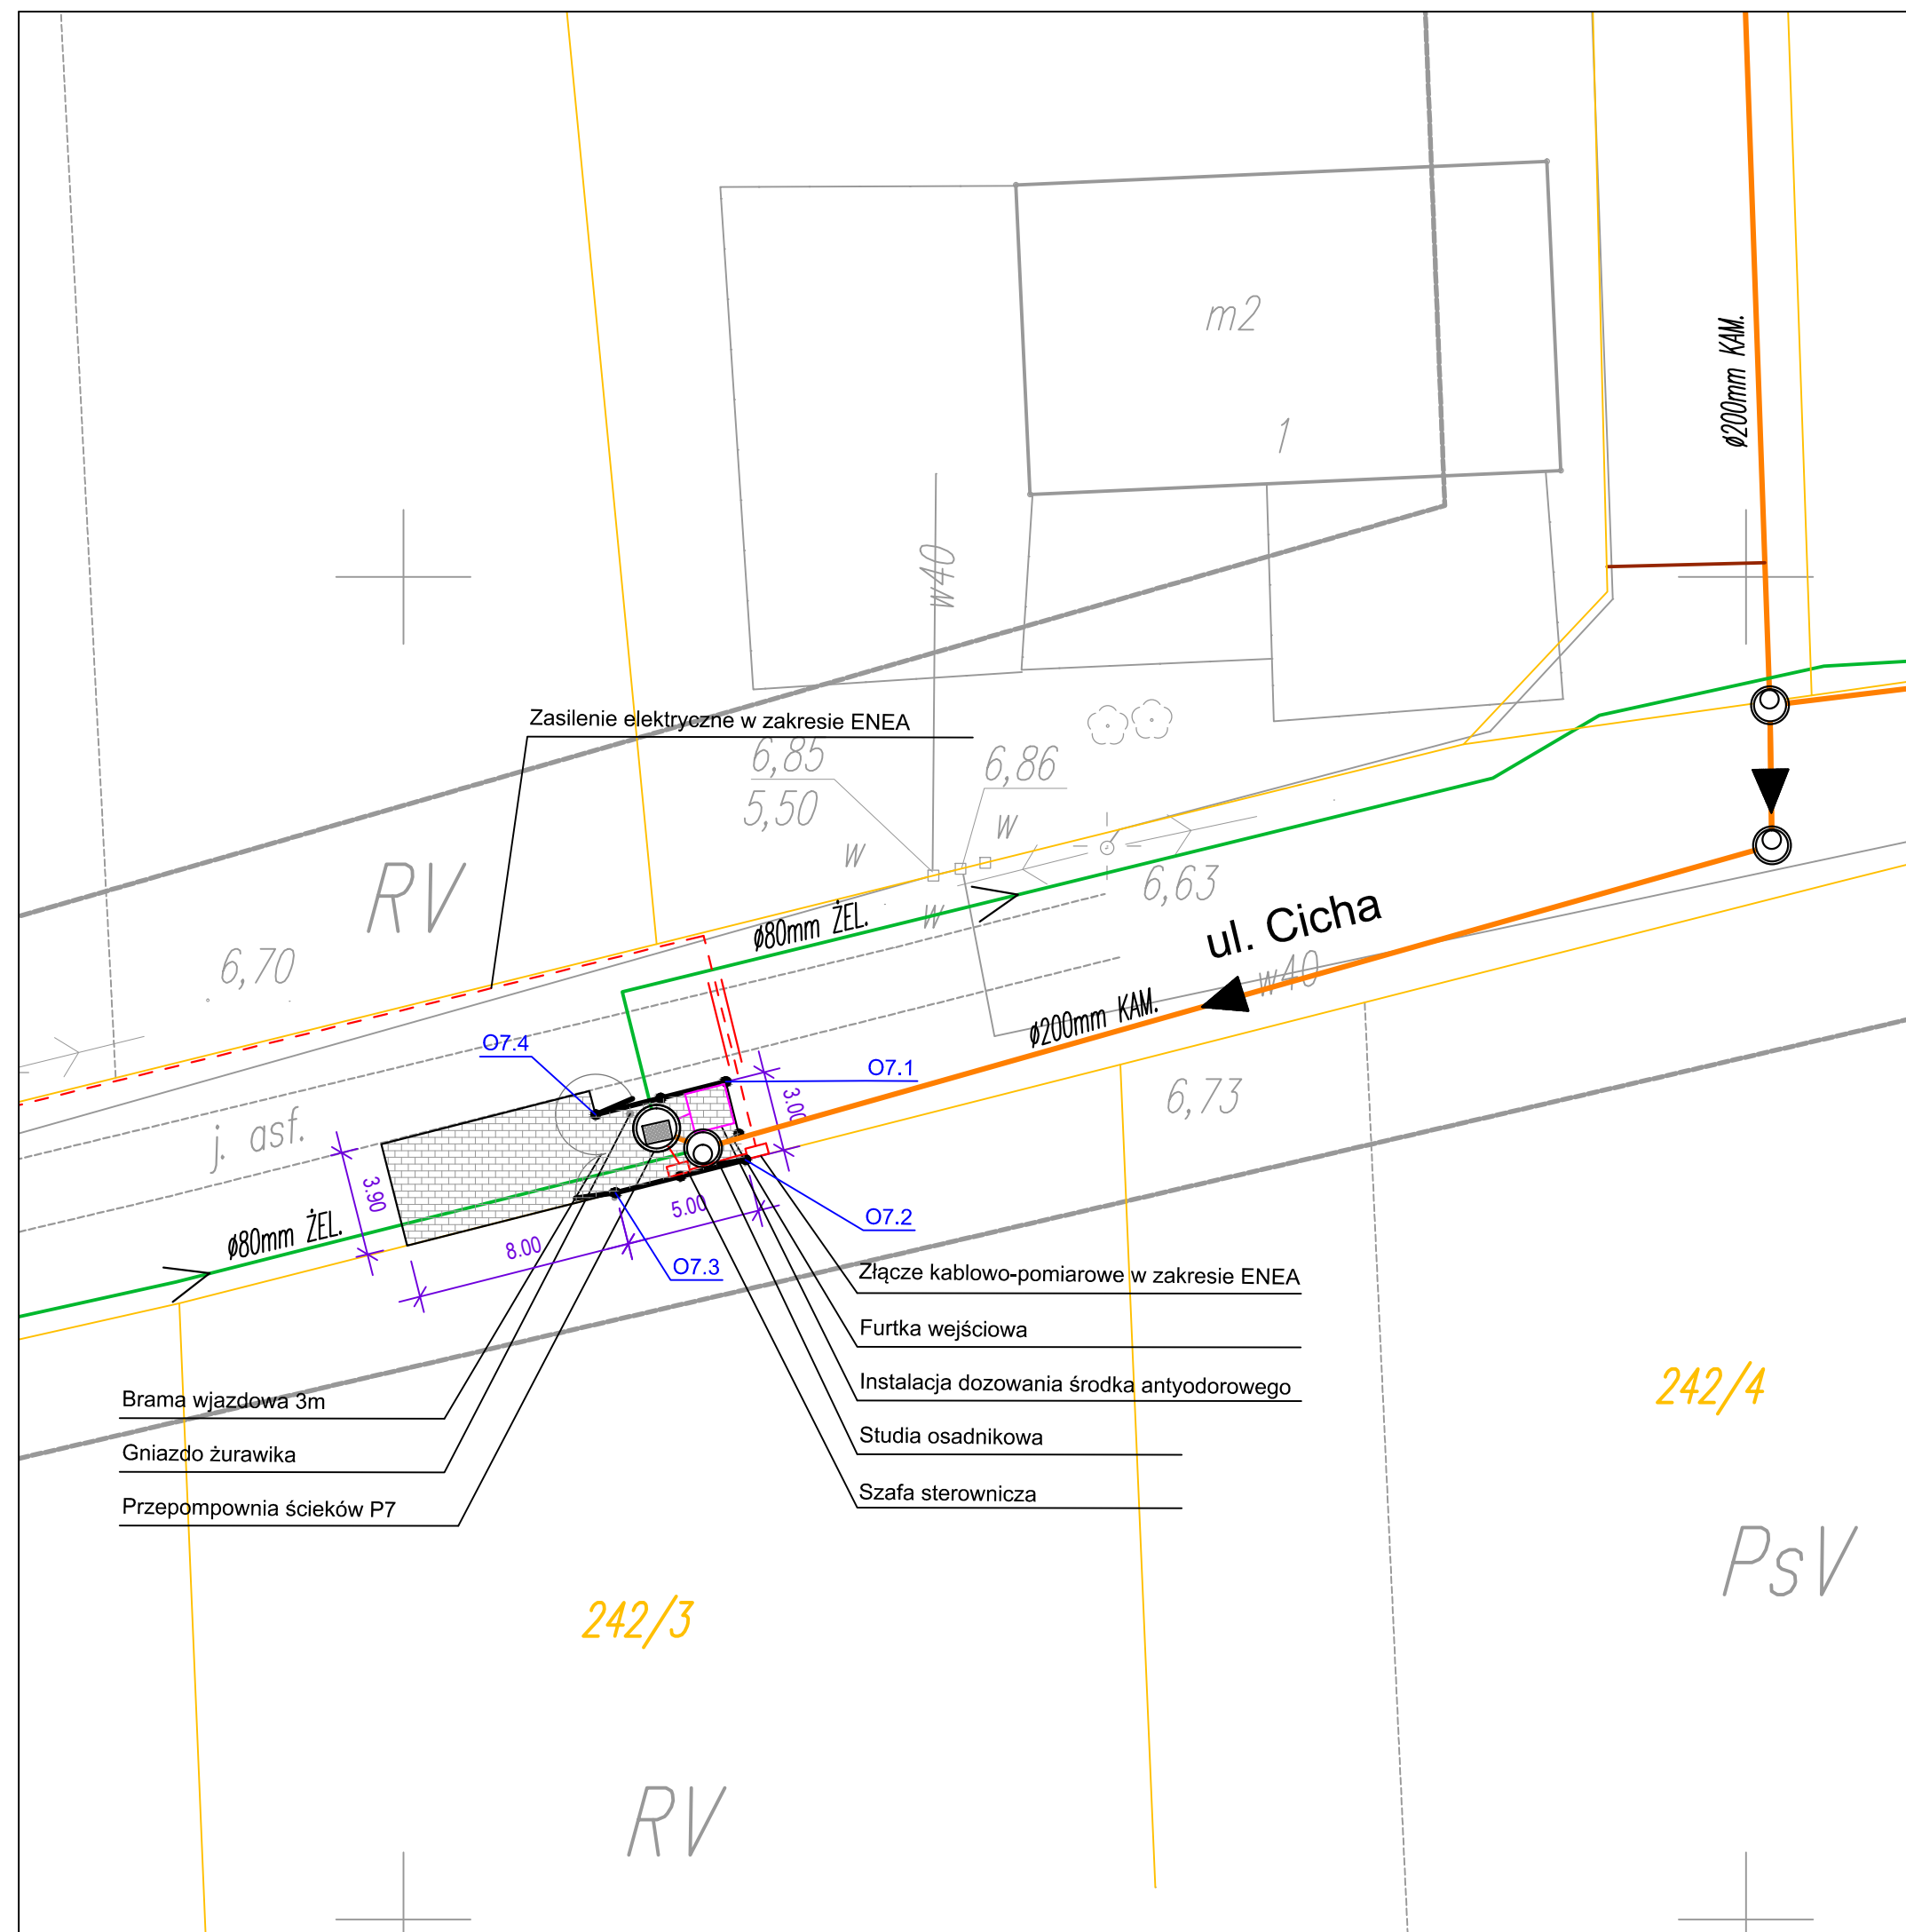 m2
1
ø200mm KAM.
w40
Zasilenie elektryczne w zakresie ENEA
6,85
5,50
6,86
w
w
w
RV
6,70
ø80mm ŻEL.
6,63
ul. Cicha
w40
ø200mm KAM.
O7.4
O7.1
6,73
j. asf.
3.00
3.90
5.00
8.00
ø80mm ŻEL.
O7.2
O7.3
Złącze kablowo-pomiarowe w zakresie ENEA
Furtka wejściowa
Instalacja dozowania środka antyodorowego
Studia osadnikowa
Szafa sterownicza
Brama wjazdowa 3m
Gniazdo żurawika
Przepompownia ścieków P7
242/4
PsV
242/3
RV